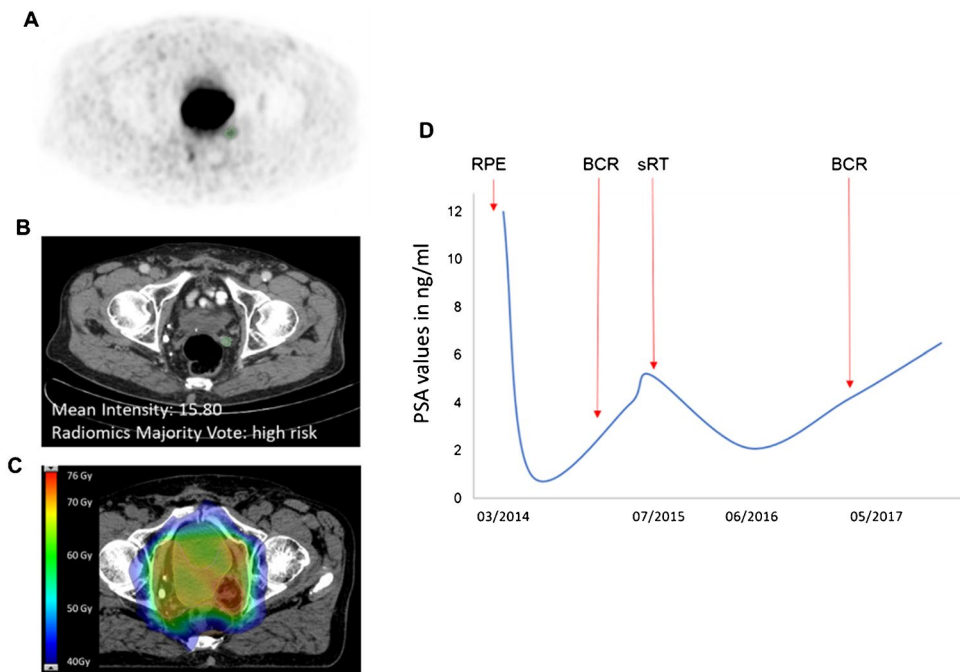 A
B
Mean Intensity: 15.80
Radiomics Majority Vote: high risk
C
76 Gy
70 Gy
60 Gy
50 Gy
40Gy
D
RPE BCR sRT BCR
PSA values in ng/ml
12
10
8
6
4
2
0
03/2014 07/2015 06/2016 05/2017